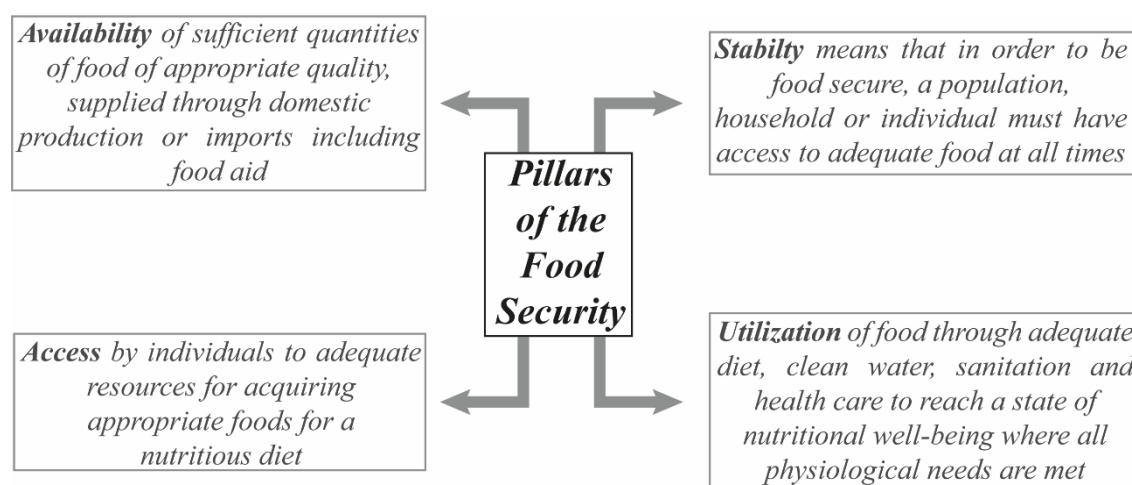 Availability of sufficient quantities
of food of appropriate quality,
supplied through domestic
production or imports including
food aid
Stabilty means that in order to be
food secure, a population,
household or individual must have
access to adequate food at all times
Pillars
of the
Food
Security
Access by individuals to adequate
resources for acquiring
appropriate foods for a
nutritious diet
Utilization of food through adequate
diet, clean water, sanitation and
health care to reach a state of
nutritional well-being where all
physiological needs are met